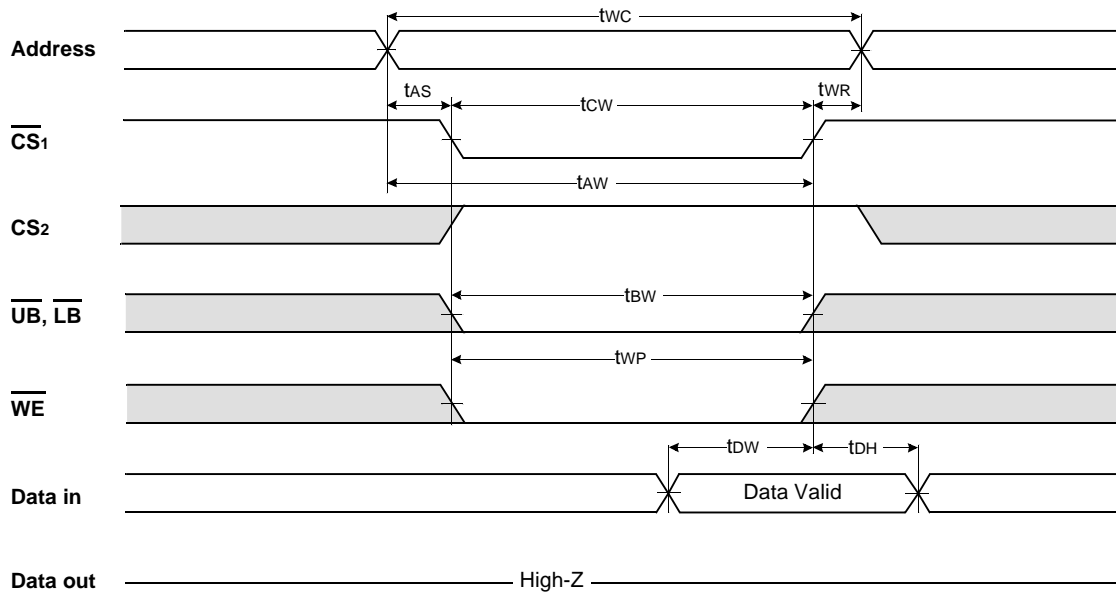 tWC
Address
tAS tCW tWR
CS1
tAW
CS2
tBW
UB, LB
tWP
WE
tDW tDH
Data in Data Valid
Data out High-Z